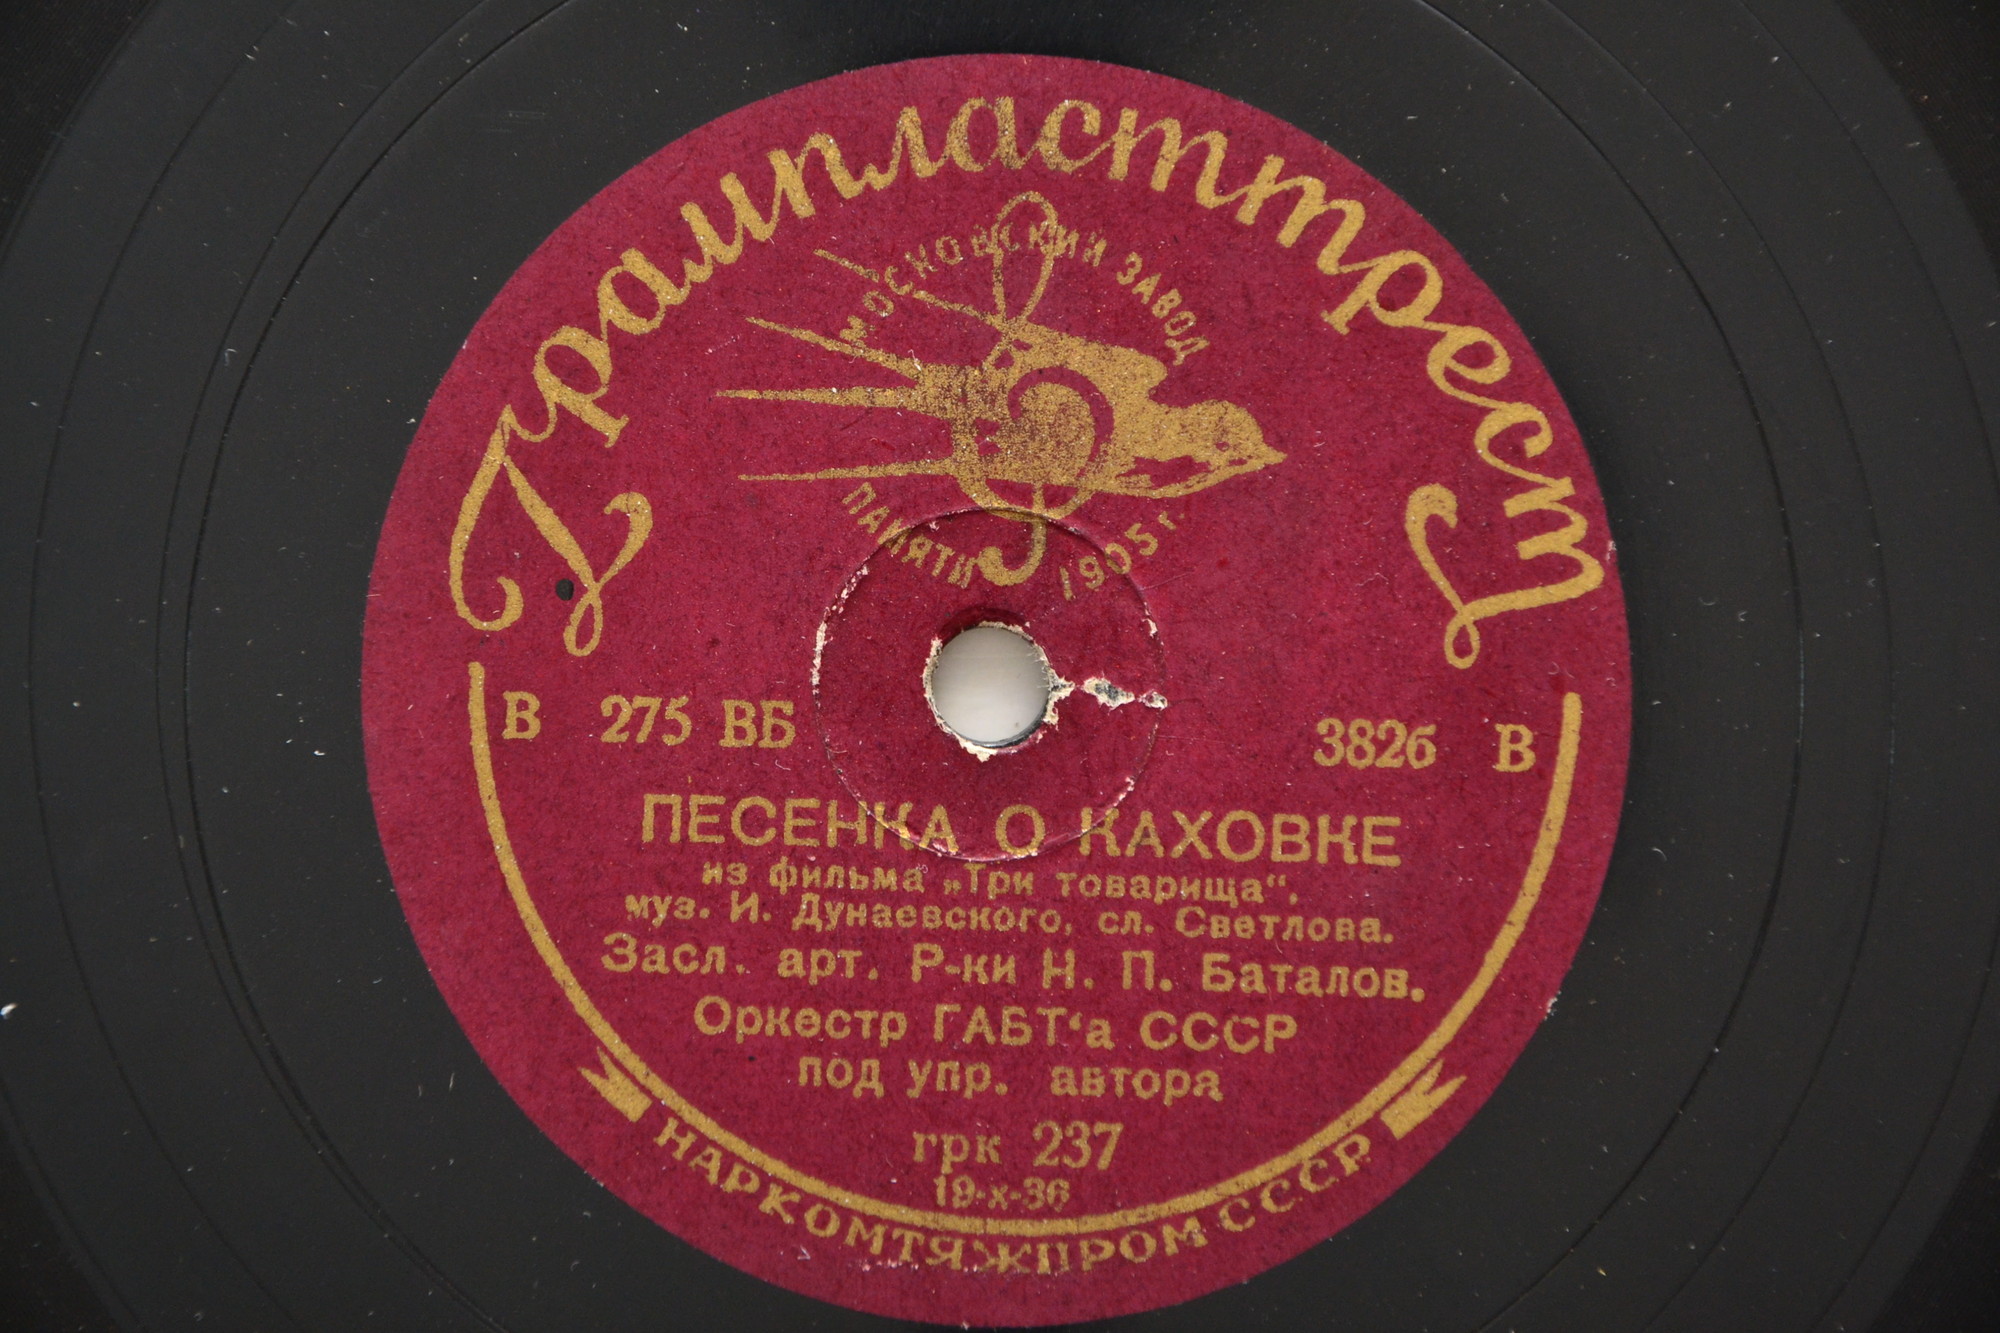 Грампласттрест
МОСКОВСКИЙ ЗАВОД
ПАМЯТИ 1905 г.
В 275 ВБ 3826 В
ПЕСЕНКА О КАХОВКЕ
из фильма „Три товарища“.
муз. И. Дунаевского, сл. Светлова.
Засл. арт. Р-ки Н. П. Баталов.
Оркестр ГАБТ‘а СССР
под упр. автора
грк 237
19-х-36
НАРКОМТЯЖПРОМ СССР